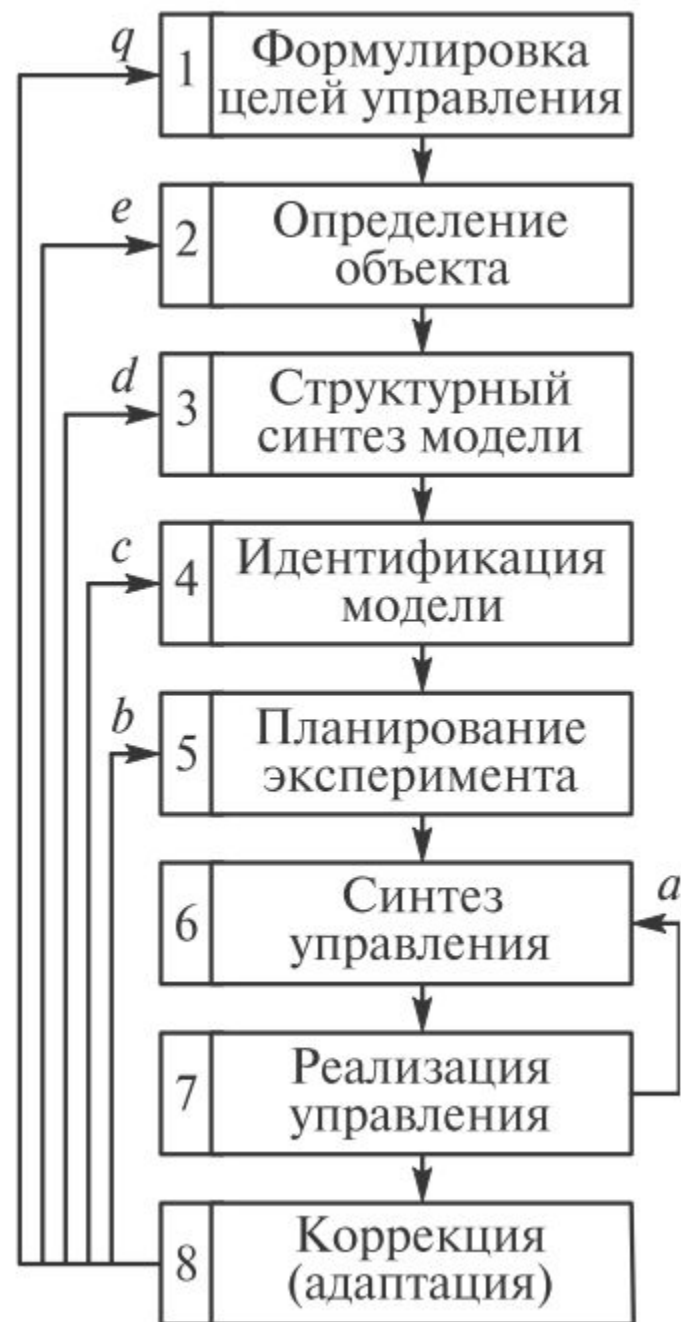 q
1 Формулировка
целей управления
e
2 Определение
объекта
d
3 Структурный
синтез модели
c
4 Идентификация
модели
b
5 Планирование
эксперимента
a
6 Синтез
управления
7 Реализация
управления
8 Коррекция
(адаптация)